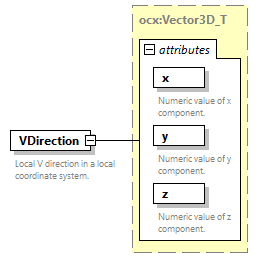 ocx:Vector3D_T
attributes
x
Numeric value of x
component.
y
Numeric value of y
component.
z
Numeric value of z
component.
VDirection
Local V direction in a local
coordinate system.